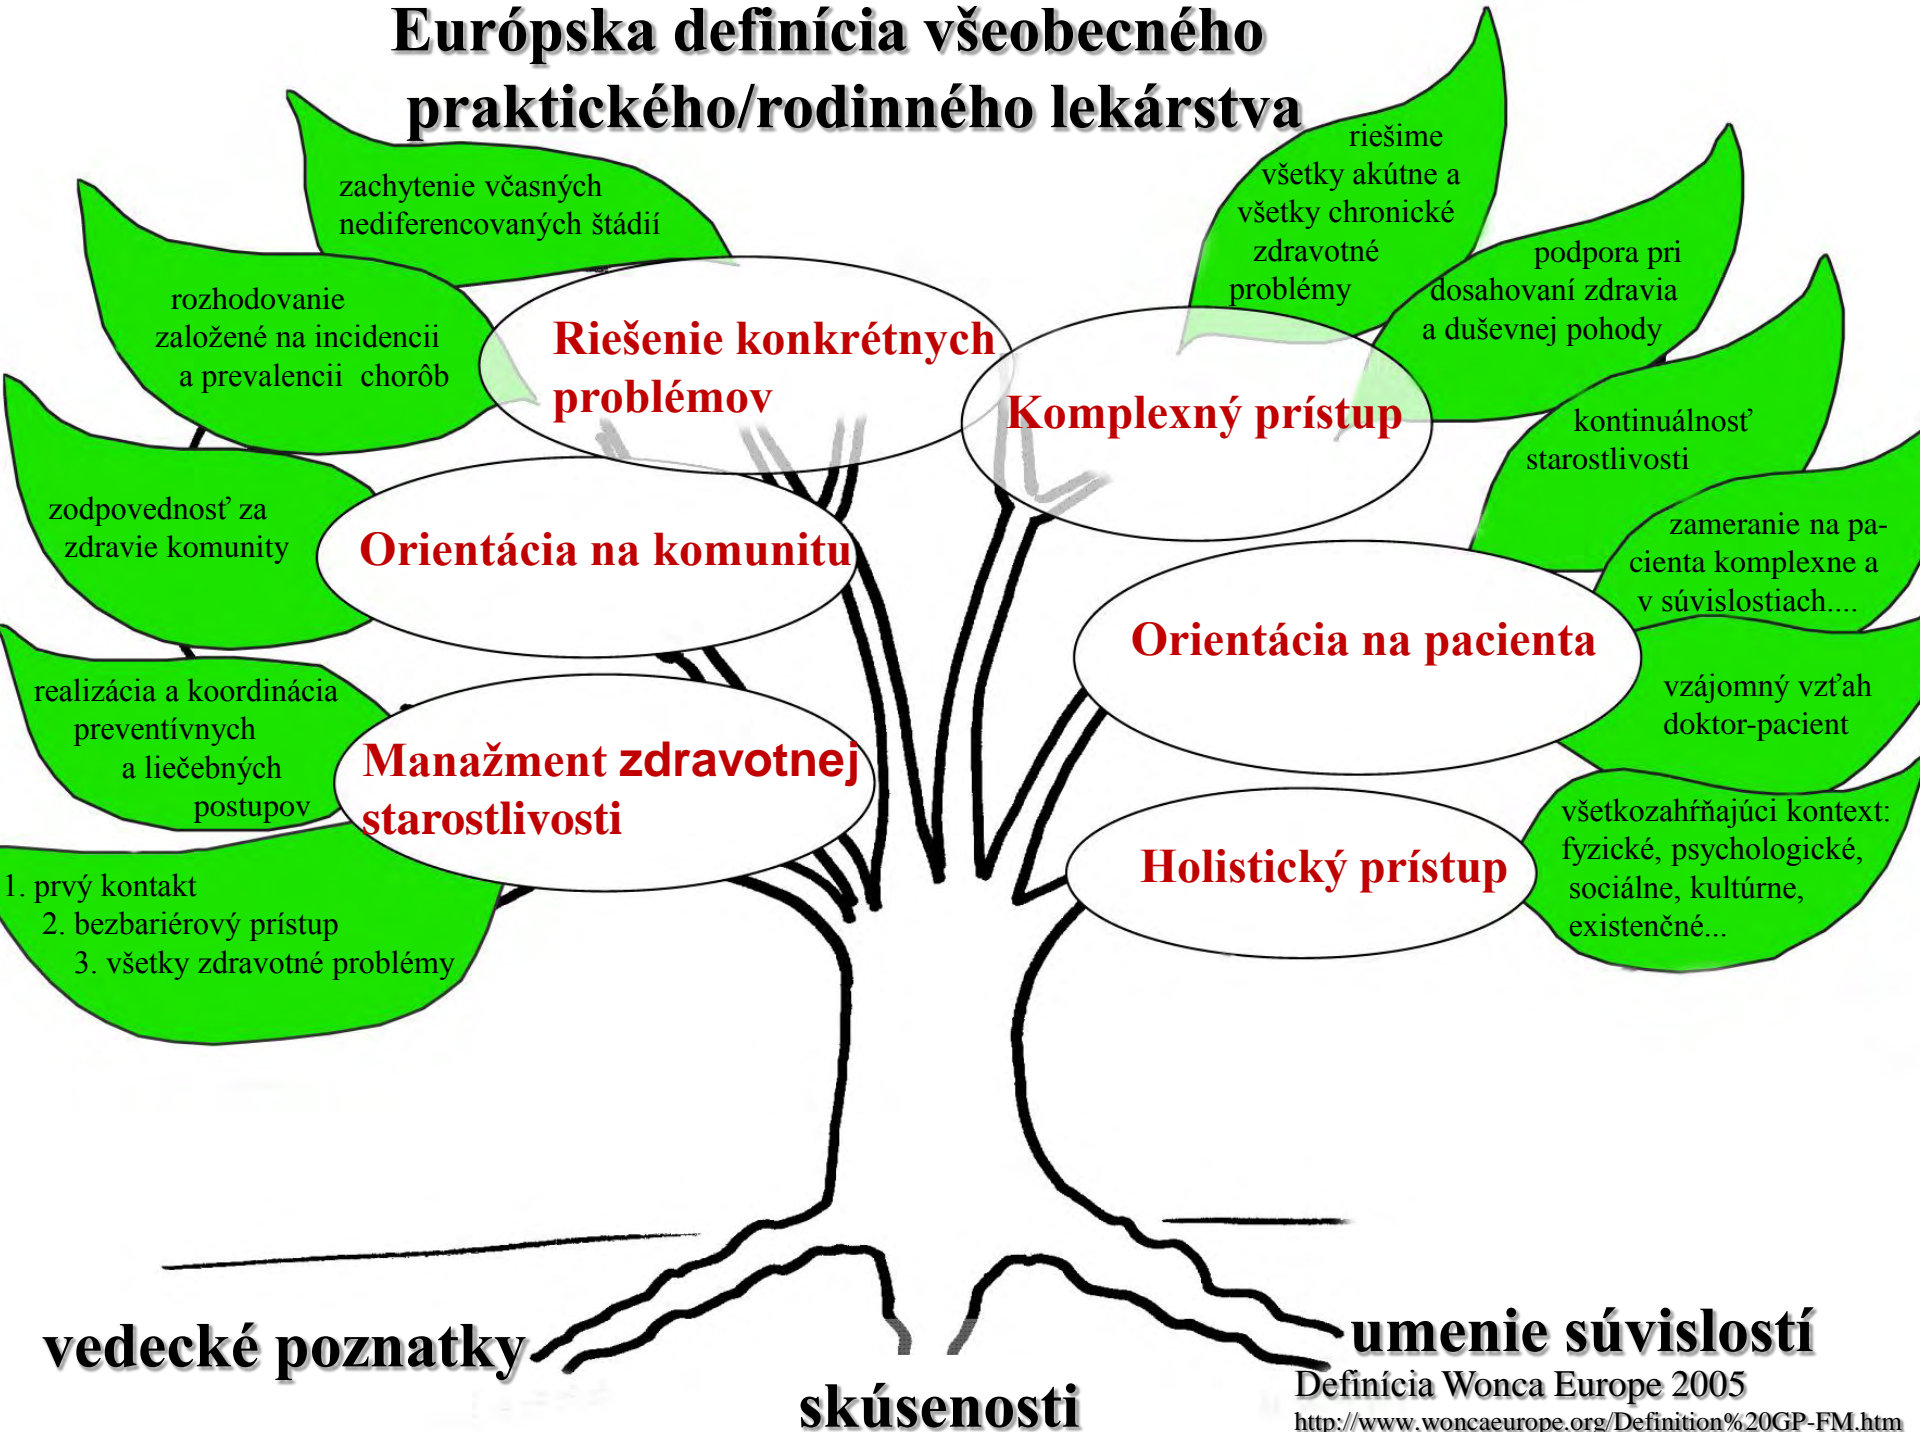 Európska definícia všeobecného
praktického/rodinného lekárstva
zachytenie včasných
nediferencovaných štádií
rozhodovanie
založené na incidencii
a prevalencii chorôb
zodpovednosť za
zdravie komunity
realizácia a koordinácia
preventívnych
a liečebných
postupov
1. prvý kontakt
2. bezbariérový prístup
3. všetky zdravotné problémy
Riešenie konkrétnych
problémov
Orientácia na komunitu
Manažment zdravotnej
starostlivosti
Komplexný prístup
Orientácia na pacienta
Holistický prístup
riešime
všetky akútne a
všetky chronické
zdravotné
problémy
podpora pri
dosahovaní zdravia
a duševnej pohody
kontinuálnosť
starostlivosti
zameranie na pa-
cienta komplexne a
v súvislostiach....
vzájomný vzťah
doktor-pacient
všetkozahŕňajúci kontext:
fyzické, psychologické,
sociálne, kultúrne,
existenčné...
vedecké poznatky
skúsenosti
umenie súvislostí
Definícia Wonca Europe 2005
http://www.woncaeurope.org/Definition%20GP-FM.htm